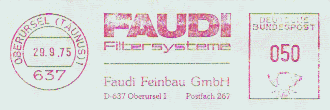 OBERURSEL (TAUNUS) 1
29.9.75
637
FAUDI
Filtersysteme
Faudi Feinbau GmbH
D-637 Oberursel 1 Postfach 267
DEUTSCHE
BUNDESPOST
050